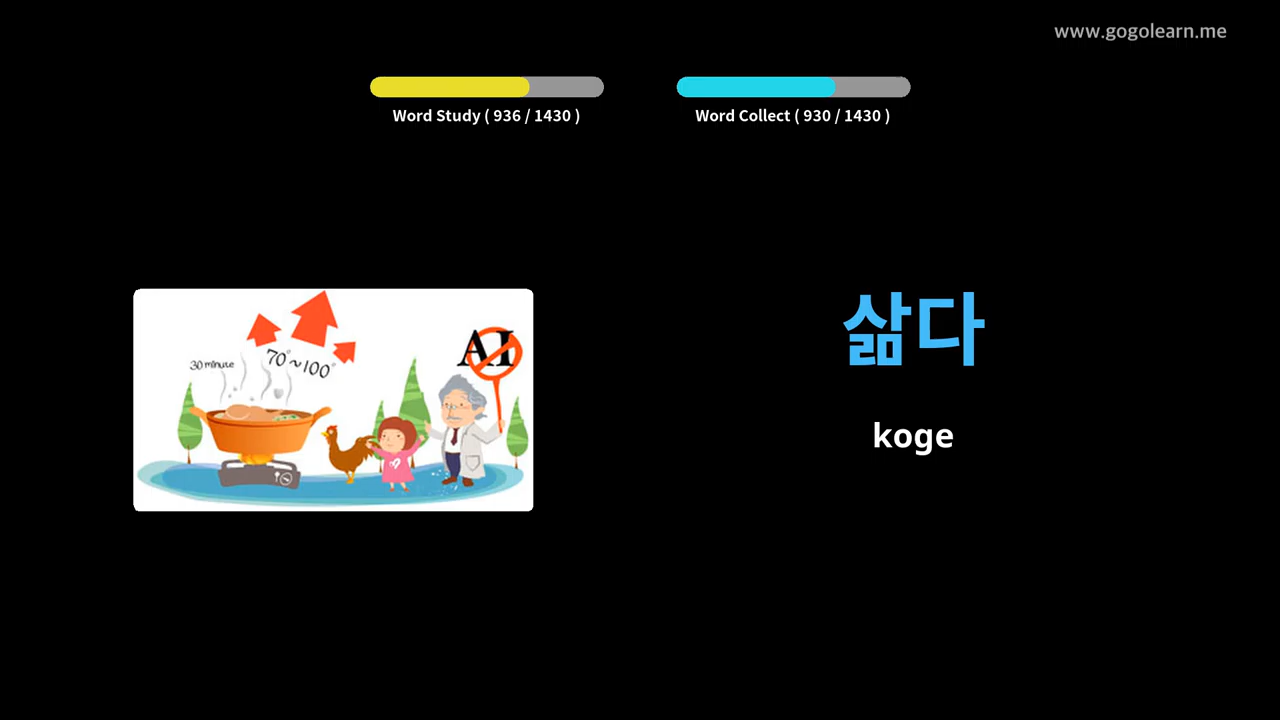 www.gogolearn.me
Word Study ( 936 / 1430 )
Word Collect ( 930 / 1430 )
30 minute
70°~100°
AI
삶다
koge